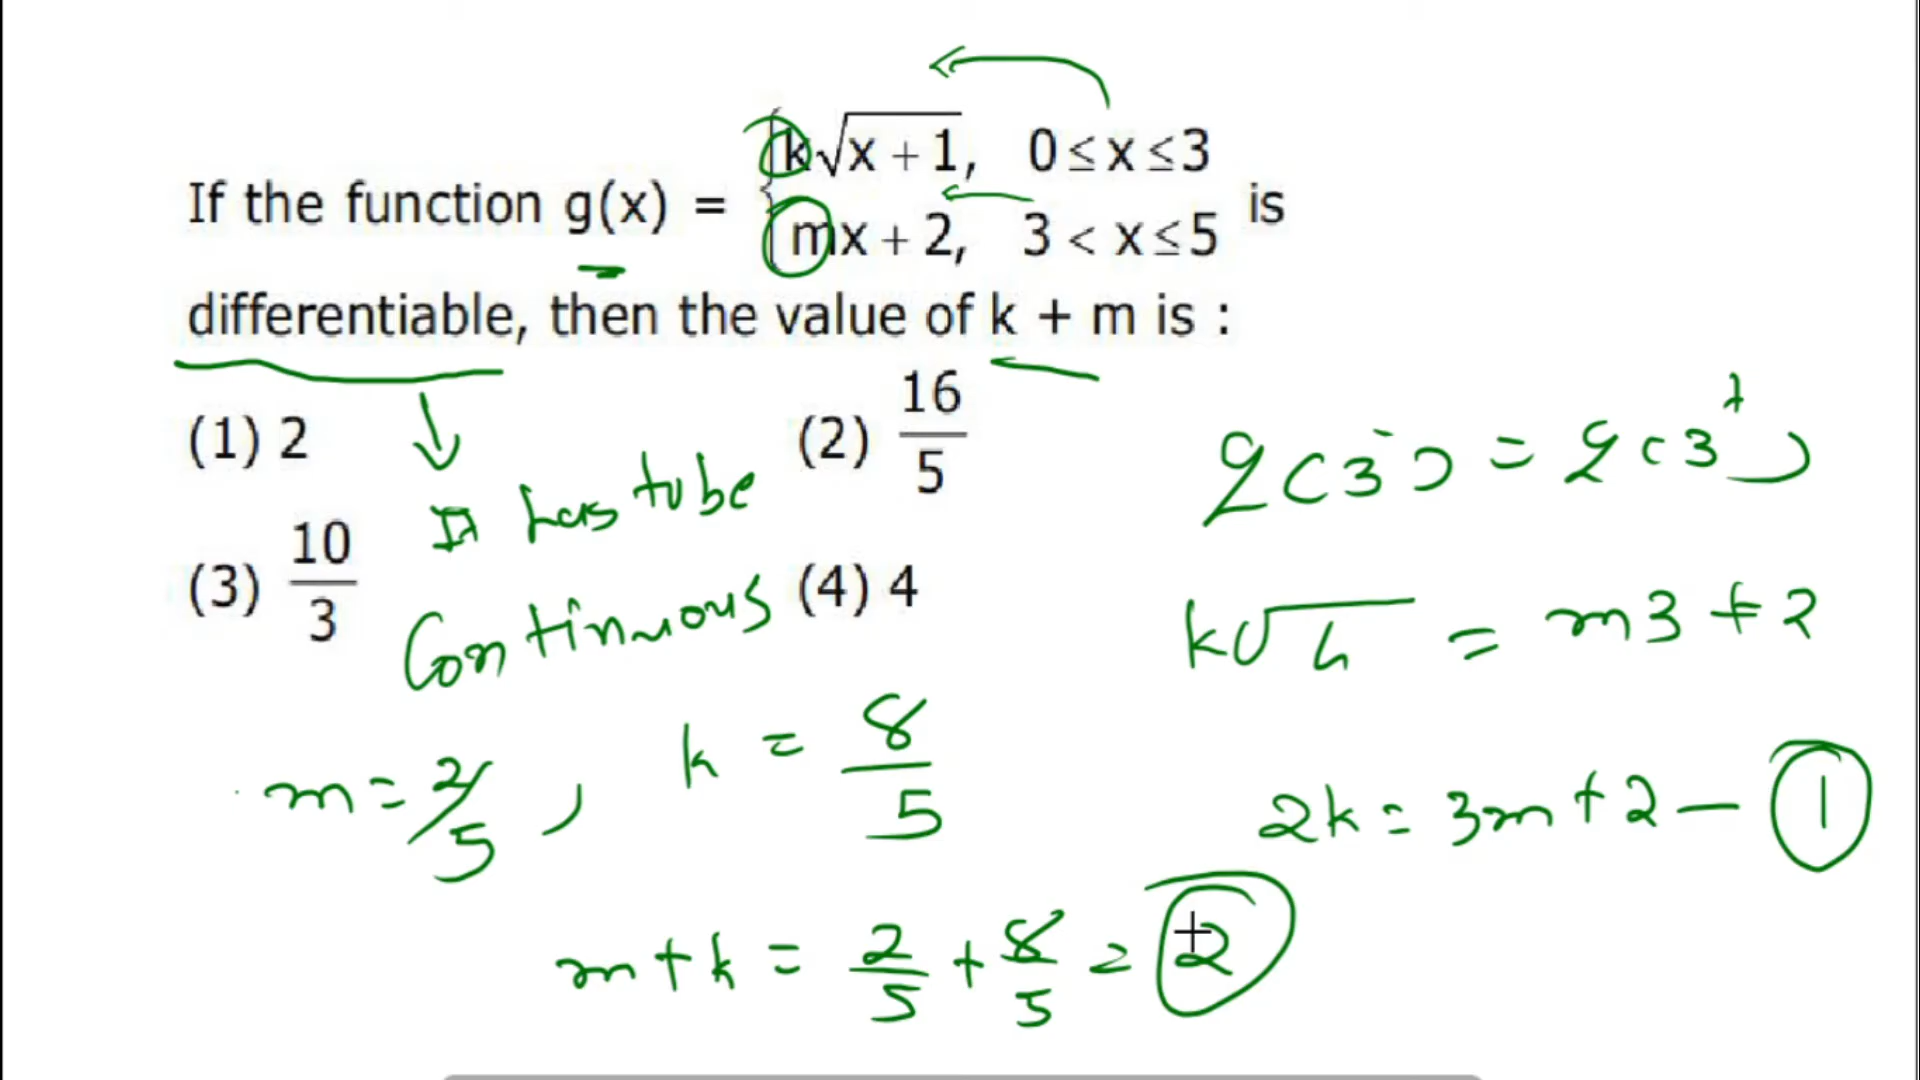 If the function g(x) = { k√x + 1, 0 ≤ x ≤ 3
mx + 2, 3 < x ≤ 5 is
differentiable, then the value of k + m is :
(1) 2 (2) 16/5
(3) 10/3 (4) 4
It has to be
Continuous
g(3⁻) = g(3⁺)
k√4 = m3 + 2
2k = 3m + 2 — 1
m = 2/5 , k = 8/5
m + k = 2/5 + 8/5 = 2